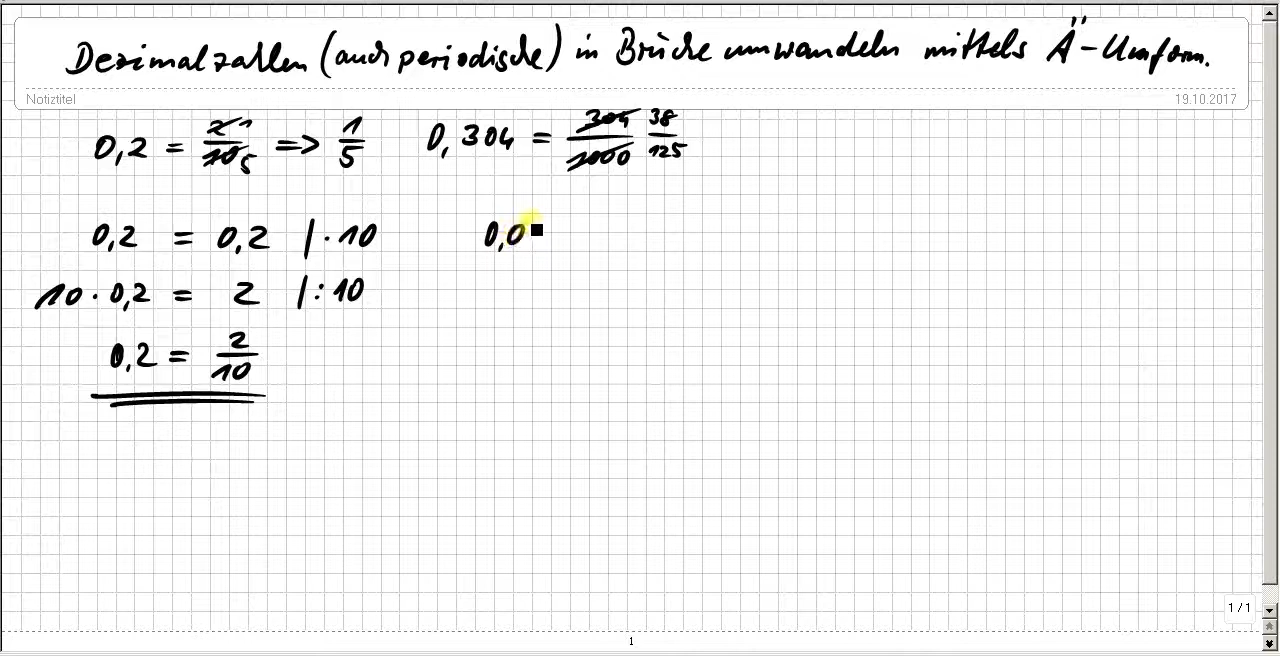 Dezimalzahlen (auch periodische) in Brüche umwandeln mittels Ä-Umform.
Notiztitel 19.10.2017
0,2 = 2 1 / 10 5 => 1/5 0,304 = 304/1000 38/125
0,2 = 0,2 | · 10 0,0
10 · 0,2 = 2 | : 10
0,2 = 2/10
1/1
1